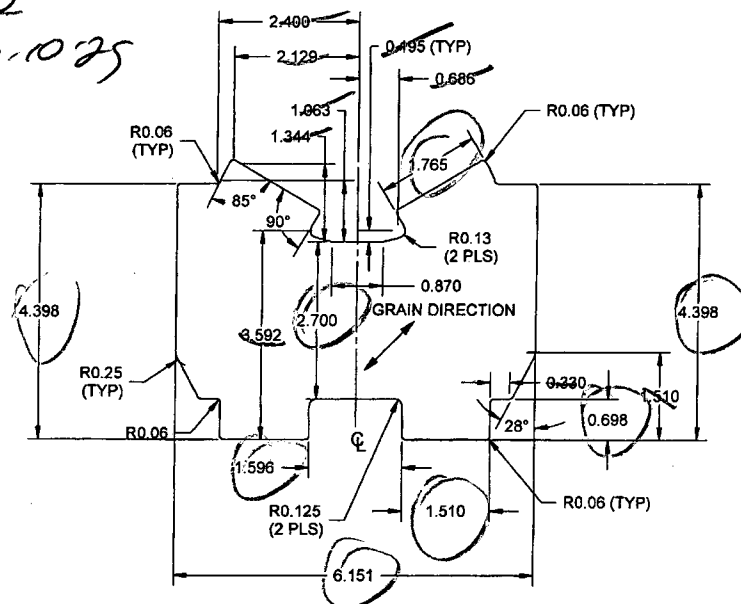 .1025
2.400
2.129
0.195 (TYP)
0.686
1.063
1.344
R0.06
(TYP)
R0.06 (TYP)
1.765
85°
90°
R0.13
(2 PLS)
0.870
GRAIN DIRECTION
4.398
3.592
2.700
4.398
R0.25
(TYP)
0.330
1.510
0.698
28°
R0.06
℄
1.596
R0.125
(2 PLS)
1.510
R0.06 (TYP)
6.151